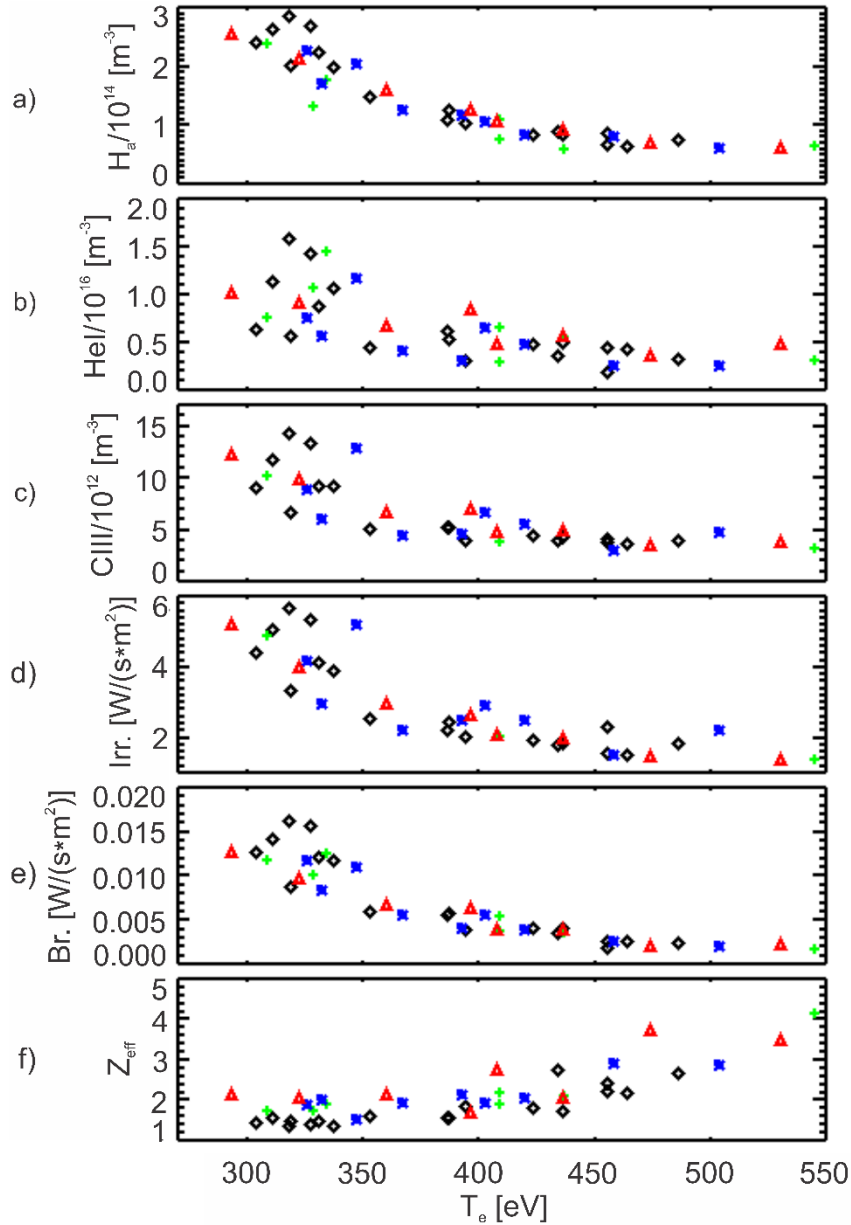 a)
H_a/10^14 [m^-3]
3
2
1
0
b)
HeI/10^16 [m^-3]
2.0
1.5
1.0
0.5
0.0
c)
CIII/10^12 [m^-3]
15
10
5
0
d)
Irr. [W/(s*m^2)]
6
4
2
e)
Br. [W/(s*m^2)]
0.020
0.015
0.010
0.005
0.000
f)
Z_eff
5
4
3
2
1
300 350 400 450 500 550
T_e [eV]